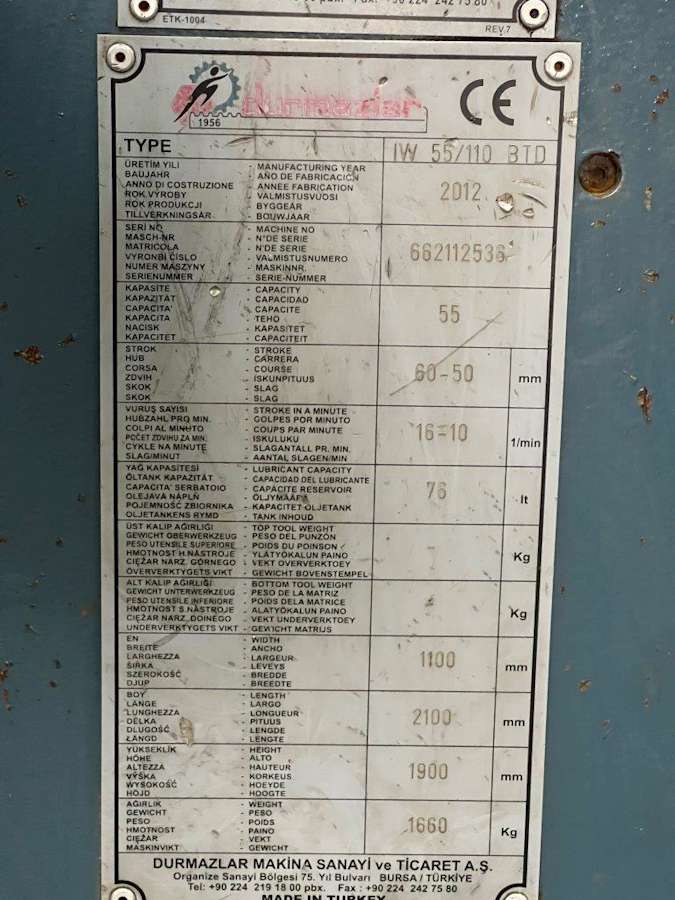 ETK-1004
REV.7
durmazlar
1956
CE
TYPE IW 55/110 BTD
ÜRETİM YILI - MANUFACTURING YEAR
BAUJAHR - AÑO DE FABRICACIÓN
ANNO DI COSTRUZIONE - ANNEE FABRICATION
ROK VÝROBY - VALMISTUSVUOSI
ROK PRODUKCJI - BYGGEÅR
TILLVERKNINGSÅR - BOUWJAAR
2012
SERİ NO - MACHINE NO
MASCH-NR - N'DE SERIE
MATRICOLA - N'DE SERIE
VYRONBI ČÍSLO - VALMISTUSNUMERO
NUMER MASZYNY - MASKINNR.
SERIENUMMER - SERIE-NUMMER
662112536
KAPASİTE - CAPACITY
KAPAZITÄT - CAPACIDAD
CAPACITA' - CAPACITE
KAPACITA - TEHO
NACISK - KAPASITET
KAPACITET - CAPACITEIT
55
STROK - STROKE
HUB - CARRERA
CORSA - COURSE
ZDVIH - ISKUNPITUUS
SKOK - SLAG
SKOK - SLAG
60-50 mm
VURUŞ SAYISI - STROKE IN A MINUTE
HUBZAHL PRO MIN. - GOLPES POR MINUTO
COLPI AL MINUTO - COUPS PAR MINUTE
POČET ZDVIHU ZA MIN. - ISKULUKU
CYKLE NA MINUTE - SLAGANTALL PR. MIN.
SLAG/MINUT - AANTAL SLAGEN/MIN
16-10 1/min
YAĞ KAPASİTESİ - LUBRICANT CAPACITY
ÖLTANK KAPAZITÄT - CAPACIDAD DEL LUBRICANTE
CAPACITA' SERBATOIO - CAPACITE RESERVOIR
OLEJAVÁ NÁPLŇ - ÖLJYMÄÄRÄ
POJEMNOŚĆ ZBIORNIKA - KAPACITET OLJETANK
OLJETANKENS RYMD - TANK INHOUD
76 lt
ÜST KALIP AĞIRLIĞI - TOP TOOL WEIGHT
GEWICHT OBERWERKZEUG - PESO DEL PUNZÓN
PESO UTENSILE SUPERIORE - POIDS DU POINSON
HMOTNOST H.NÁSTROJE - YLÄTYÖKALUN PAINO
CIĘŻAR NARZ. GÓRNEGO - VEKT OVERVERKTOEY
ÖVERVERKTYGETS VIKT - GEWICHT BOVENSTEMPEL
- Kg
ALT KALIP AĞIRLIĞI - BOTTOM TOOL WEIGHT
GEWICHT UNTERWERKZEUG - PESO DE LA MATRIZ
PESO UTENSILE INFERIORE - POIDS DELA MATRICE
HMOTNOST S.NÁSTROJE - ALATYÖKALUN PAINO
CIĘŻAR NARZ.DOINEGO - VEKT UNDERVERKTOEY
UNDERVERKTYGETS VIKT - GEWICHT MATRIJS
- Kg
EN - WIDTH
BREITE - ANCHO
LARGHEZZA - LARGEUR
ŠIRKA - LEVEYS
SZEROKOŚĆ - BREDDE
DJUP - BREEDTE
1100 mm
BOY - LENGTH
LÄNGE - LARGO
LUNGHEZZA - LONGUEUR
DÉLKA - PITUUS
DŁUGOŚĆ - LENGDE
LÄNGD - LENGTE
2100 mm
YÜKSEKLİK - HEIGHT
HÖHE - ALTO
ALTEZZA - HAUTEUR
VÝŠKA - KORKEUS
WYSOKOŚĆ - HOEYDE
HÖJD - HOOGTE
1900 mm
AĞIRLIK - WEIGHT
GEWICHT - PESO
PESO - POIDS
HMOTNOST - PAINO
CIĘŻAR - VEKT
MASKINVIKT - GEWICHT
1660 Kg
DURMAZLAR MAKİNA SANAYİ ve TİCARET A.Ş.
Organize Sanayi Bölgesi 75. Yıl Bulvarı BURSA / TÜRKİYE
Tel: +90 224 219 18 00 pbx. Fax : +90 224 242 75 80
MADE IN TURKEY